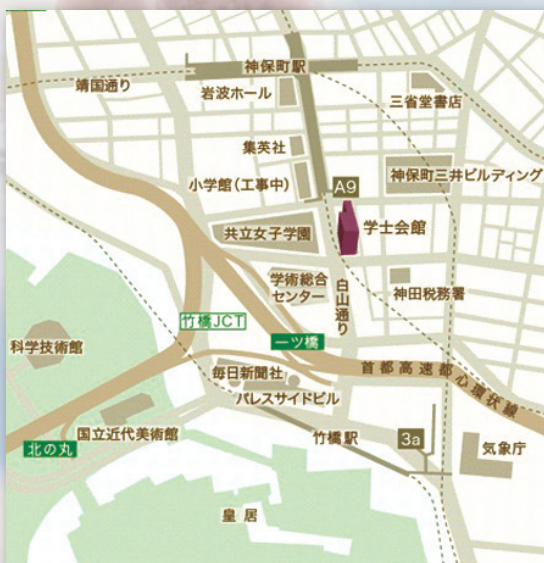 神保町駅
靖国通り
岩波ホール
三省堂書店
集英社
小学館(工事中)
神保町三井ビルディング
A9
共立女子学園
学士会館
学術総合
センター
白山通り
神田税務署
竹橋JCT
一ツ橋
科学技術館
毎日新聞社
首都高速都心環状線
パレスサイドビル
国立近代美術館
北の丸
竹橋駅
3a
気象庁
皇居